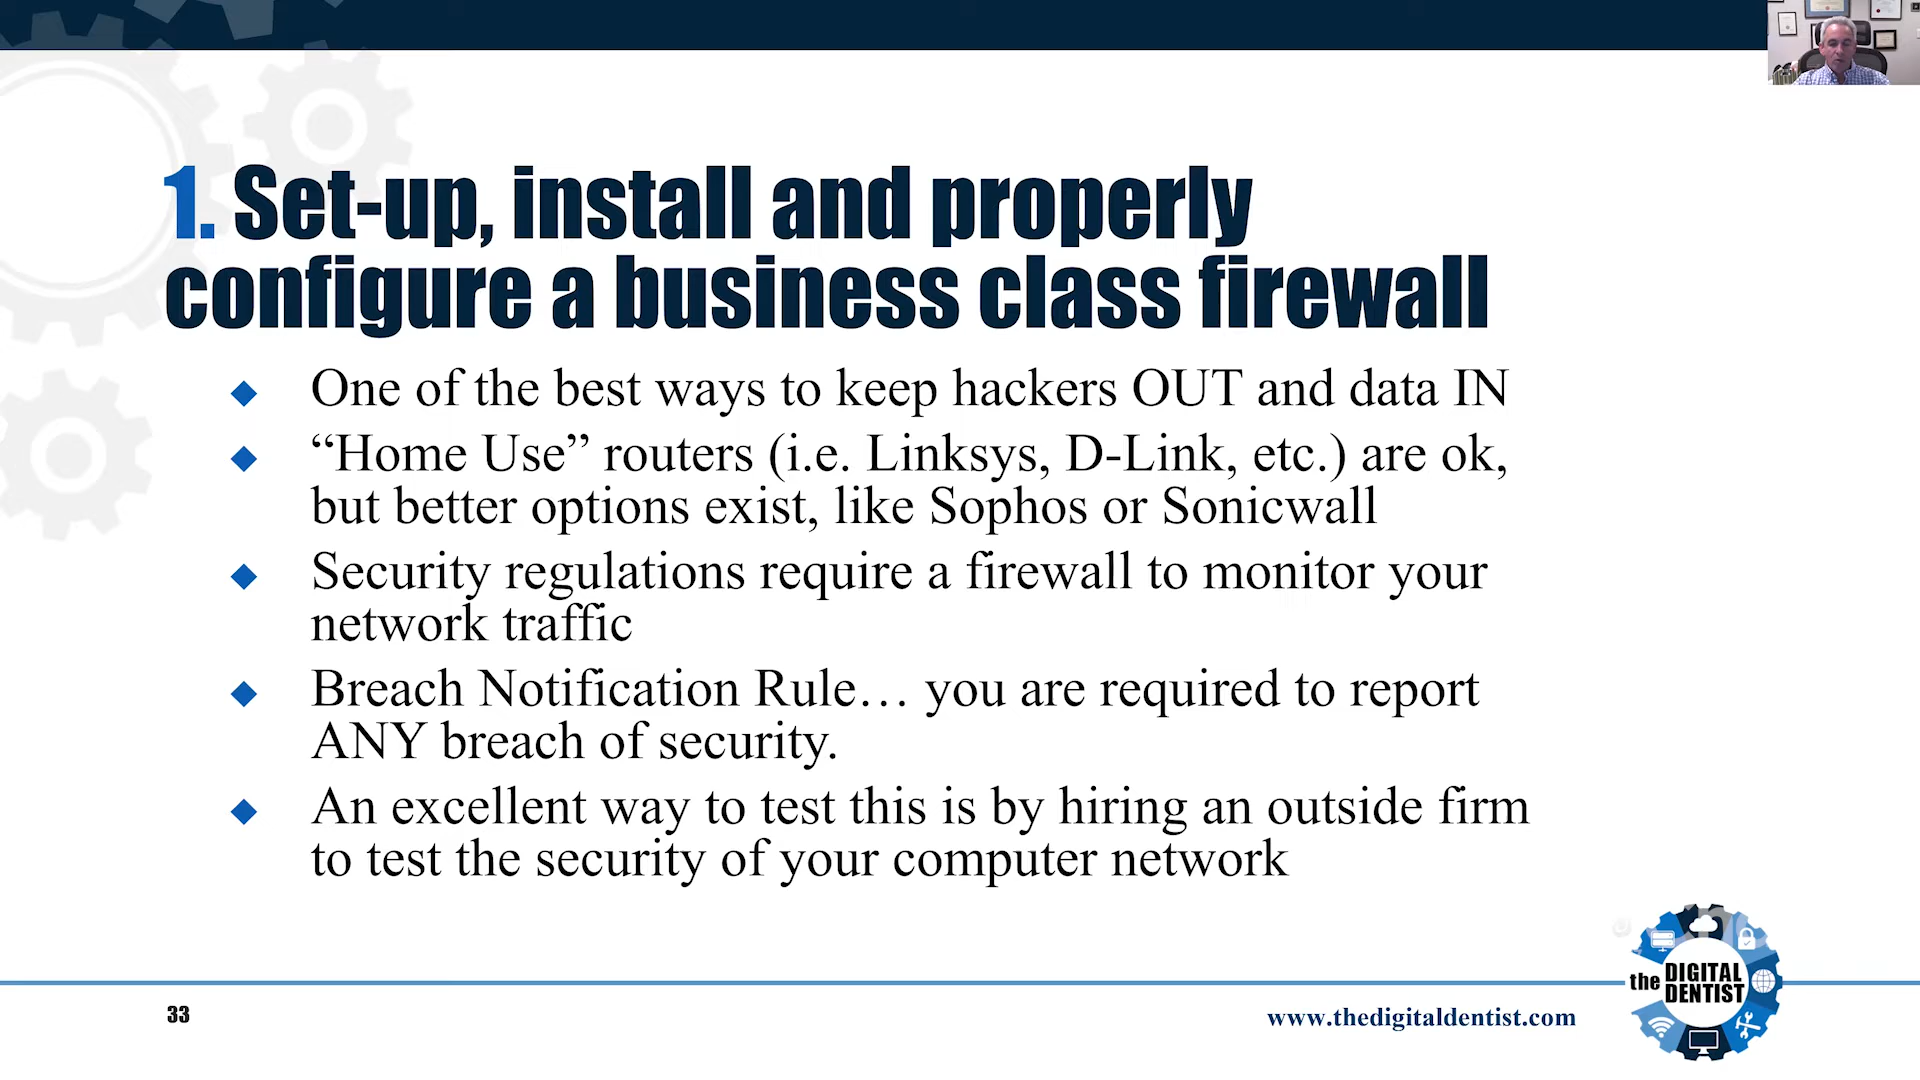 1. Set-up, install and properly
configure a business class firewall
◆ One of the best ways to keep hackers OUT and data IN
◆ “Home Use” routers (i.e. Linksys, D-Link, etc.) are ok,
but better options exist, like Sophos or Sonicwall
◆ Security regulations require a firewall to monitor your
network traffic
◆ Breach Notification Rule… you are required to report
ANY breach of security.
◆ An excellent way to test this is by hiring an outside firm
to test the security of your computer network
the DIGITAL
DENTIST
33
www.thedigitaldentist.com